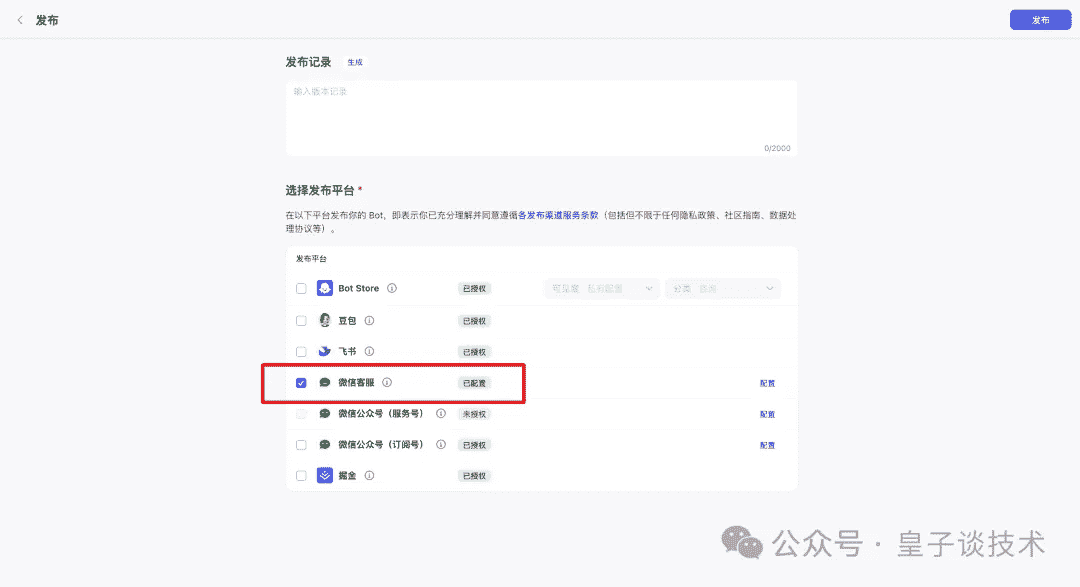 发布
发布
发布记录 生成
输入版本记录
0/2000
选择发布平台 *
在以下平台发布你的 Bot，即表示你已充分理解并同意遵循各发布渠道服务条款（包括但不限于任何隐私政策、社区指南、数据处
理协议等）。
发布平台
Bot Store 已授权 可见度 私有配置 分类
豆包 已授权
飞书 已授权
微信客服 已配置 配置
微信公众号（服务号） 未授权 配置
微信公众号（订阅号） 已授权 配置
掘金 已授权
公众号 · 皇子谈技术